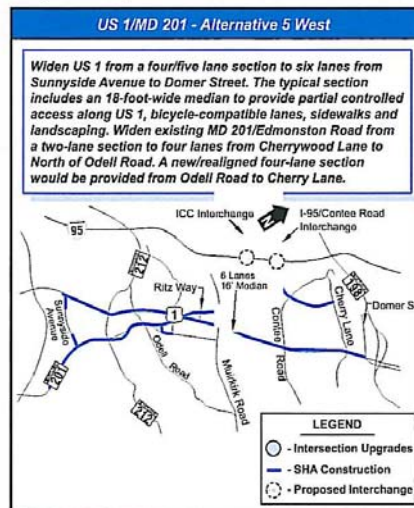 US 1/MD 201 - Alternative 5 West
Widen US 1 from a four/five lane section to six lanes from
Sunnyside Avenue to Domer Street. The typical section
includes an 18-foot-wide median to provide partial controlled
access along US 1, bicycle-compatible lanes, sidewalks and
landscaping. Widen existing MD 201/Edmonston Road from
a two-lane section to four lanes from Cherrywood Lane to
North of Odell Road. A new/realigned four-lane section
would be provided from Odell Road to Cherry Lane.
ICC Interchange
N
I-95/Contee Road
Interchange
95
212
198
6 Lanes
16' Median
Ritz Way
1
Sunnyside
Avenue
Odell Road
Muirkirk Road
Contee
Road
Cherry Lane
Domer S
201
212
LEGEND
- Intersection Upgrades
- SHA Construction
- Proposed Interchange